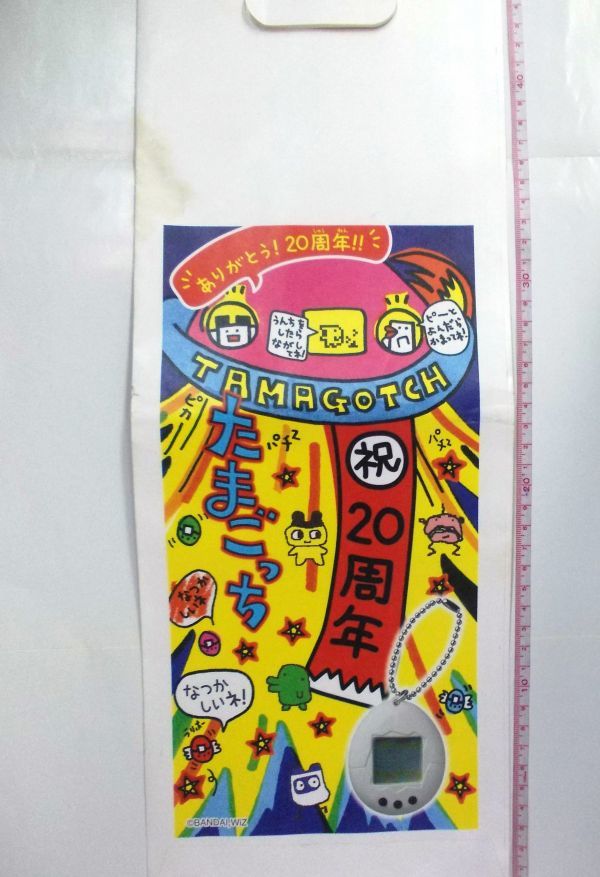 ありがとう!20周年!!
うんちを
したら
ながし
てネ!
ピーと
よんだら
かまってネ!
TAMAGOTCH
ピカ
たまごっち
パチ
祝
20周年
パチ
なつか
しいネ!
©BANDAI,WiZ